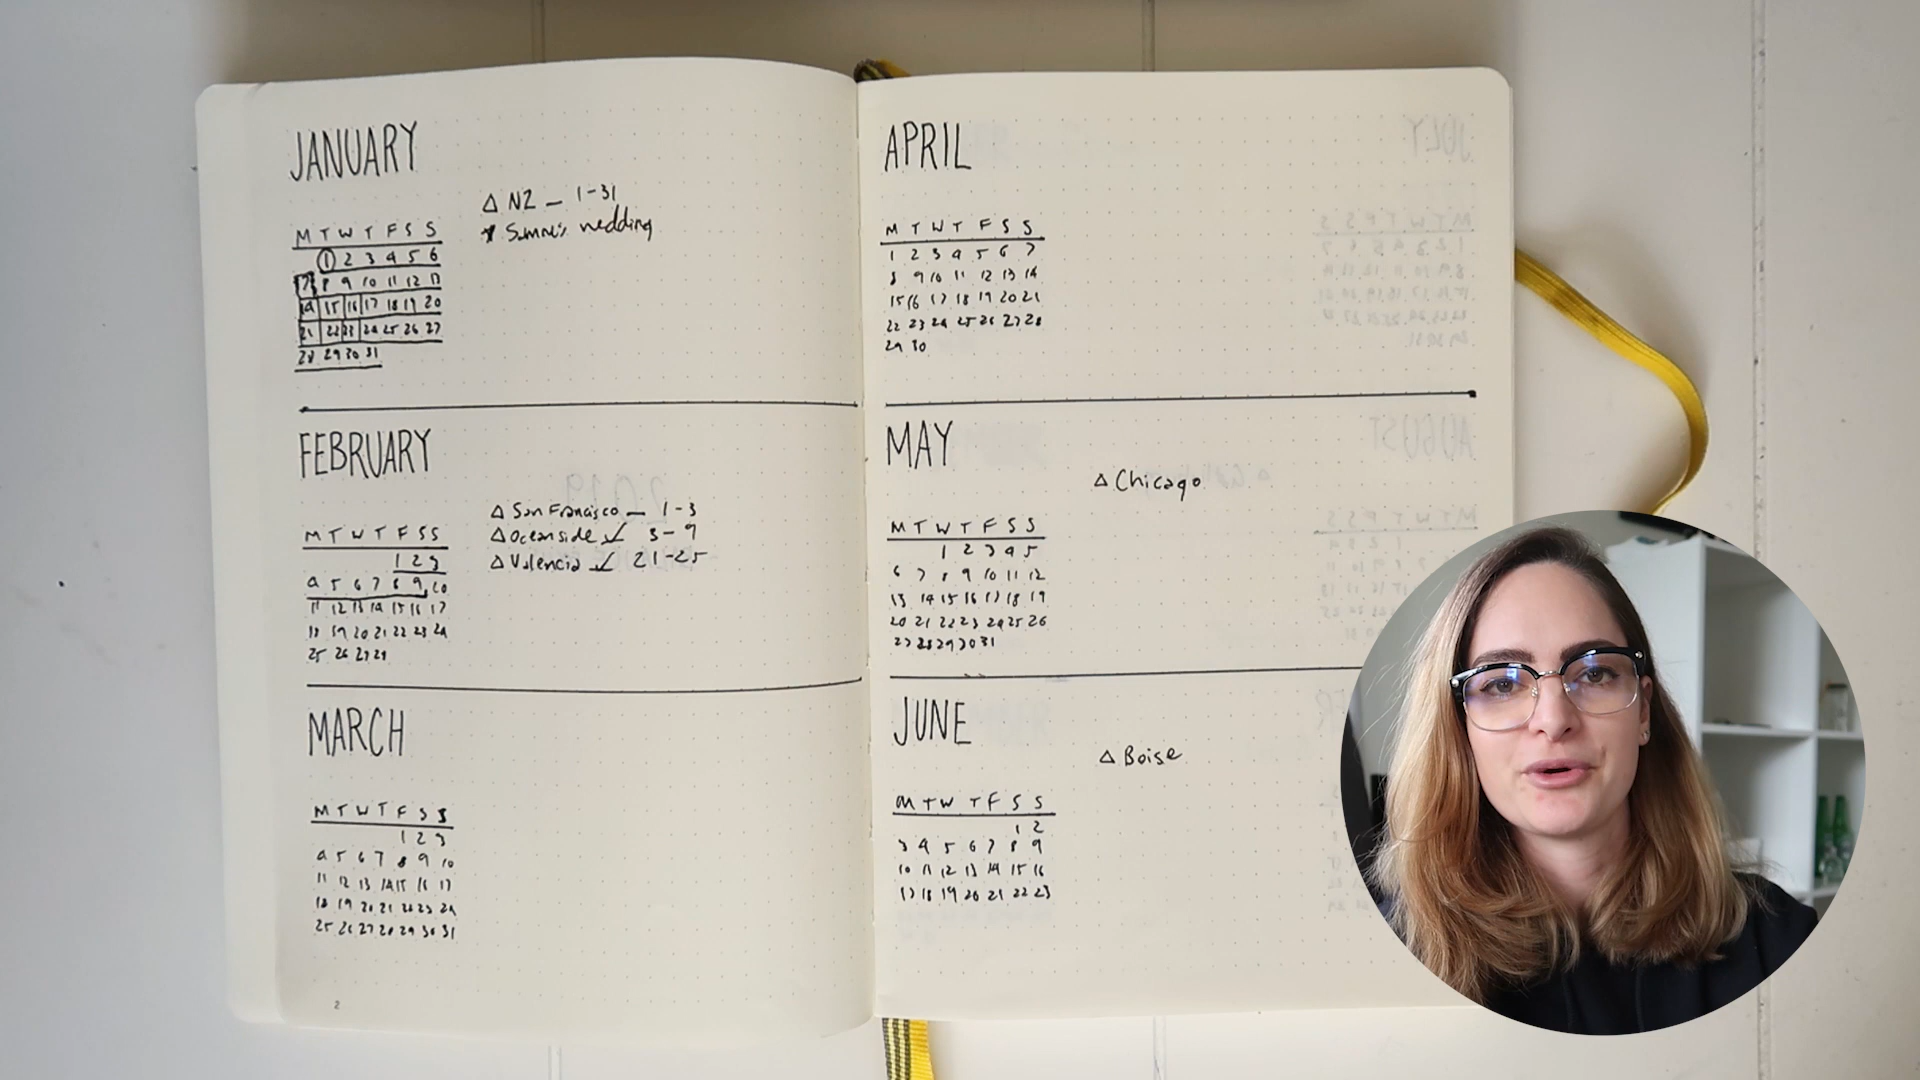 JANUARY
Δ NZ — 1-31
wedding
M T W T F S S
1 2 3 4 5 6
7 8 9 10 11 12 13
14 15 16 17 18 19 20
21 22 23 24 25 26 27
28 29 30 31
FEBRUARY
Δ San Francisco — 1-3
Δ Oceanside ✓ 3-9
Δ Valencia ✓ 21-25
M T W T F S S
1 2 3
4 5 6 7 8 9 10
11 12 13 14 15 16 17
18 19 20 21 22 23 24
25 26 27 28
MARCH
M T W T F S S
1 2 3
4 5 6 7 8 9 10
11 12 13 14 15 16 17
18 19 20 21 22 23 24
25 26 27 28 29 30 31
2
APRIL
M T W T F S S
1 2 3 4 5 6 7
8 9 10 11 12 13 14
15 16 17 18 19 20 21
22 23 24 25 26 27 28
29 30
MAY
Δ Chicago
M T W T F S S
1 2 3 4 5
6 7 8 9 10 11 12
13 14 15 16 17 18 19
20 21 22 23 24 25 26
27 28 29 30 31
JUNE
Δ Boise
M T W T F S S
1 2
3 4 5 6 7 8 9
10 11 12 13 14 15 16
17 18 19 20 21 22 23